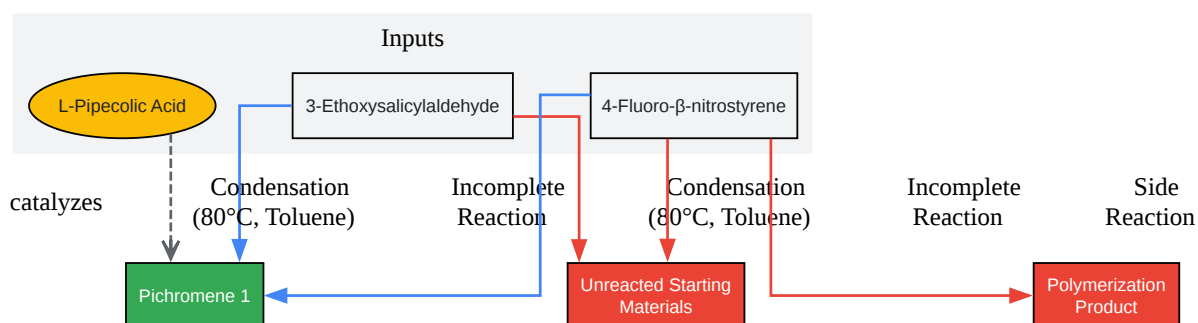 Inputs
L-Pipecolic Acid
3-Ethoxysalicylaldehyde
4-Fluoro-β-nitrostyrene
catalyzes
Condensation
(80°C, Toluene)
Incomplete
Reaction
Condensation
(80°C, Toluene)
Incomplete
Reaction
Side
Reaction
Pichromene 1
Unreacted Starting
Materials
Polymerization
Product